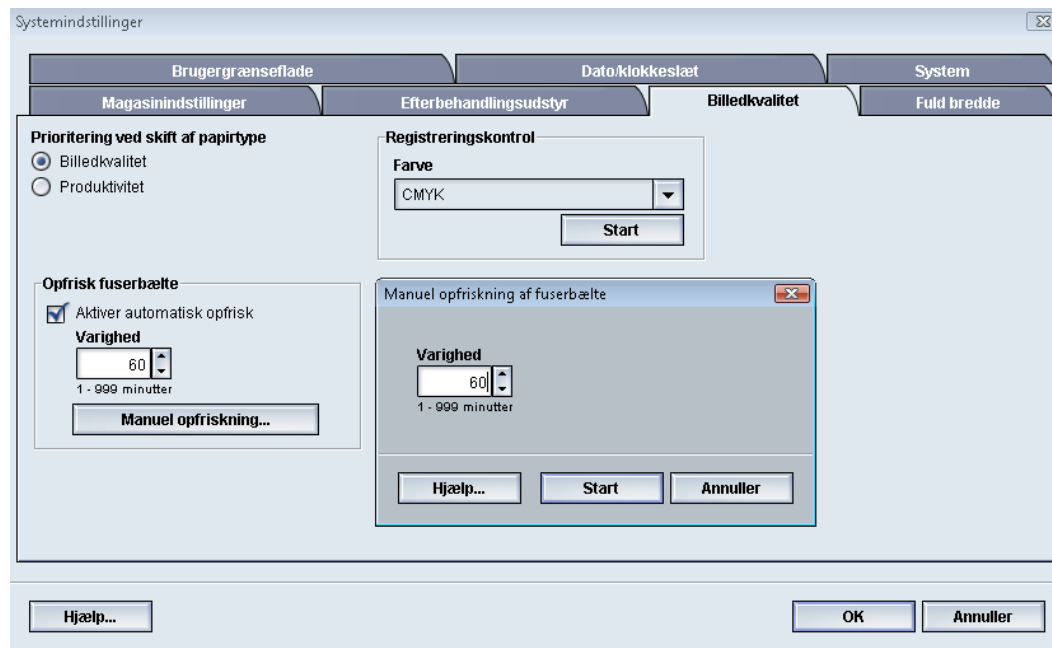 Systemindstillinger
Brugergrænseflade
Dato/klokkeslæt
System
Magasinindstillinger
Efterbehandlingsudstyr
Billedkvalitet
Fuld bredde
Prioritering ved skift af papirtype
Billedkvalitet
Produktivitet
Registreringskontrol
Farve
CMYK
Start
Opfrisk fuserbælte
Aktiver automatisk opfrisk
Varighed
60
1 - 999 minutter
Manuel opfriskning...
Manuel opfriskning af fuserbælte
Varighed
60
1 - 999 minutter
Hjælp...
Start
Annuller
Hjælp...
OK
Annuller